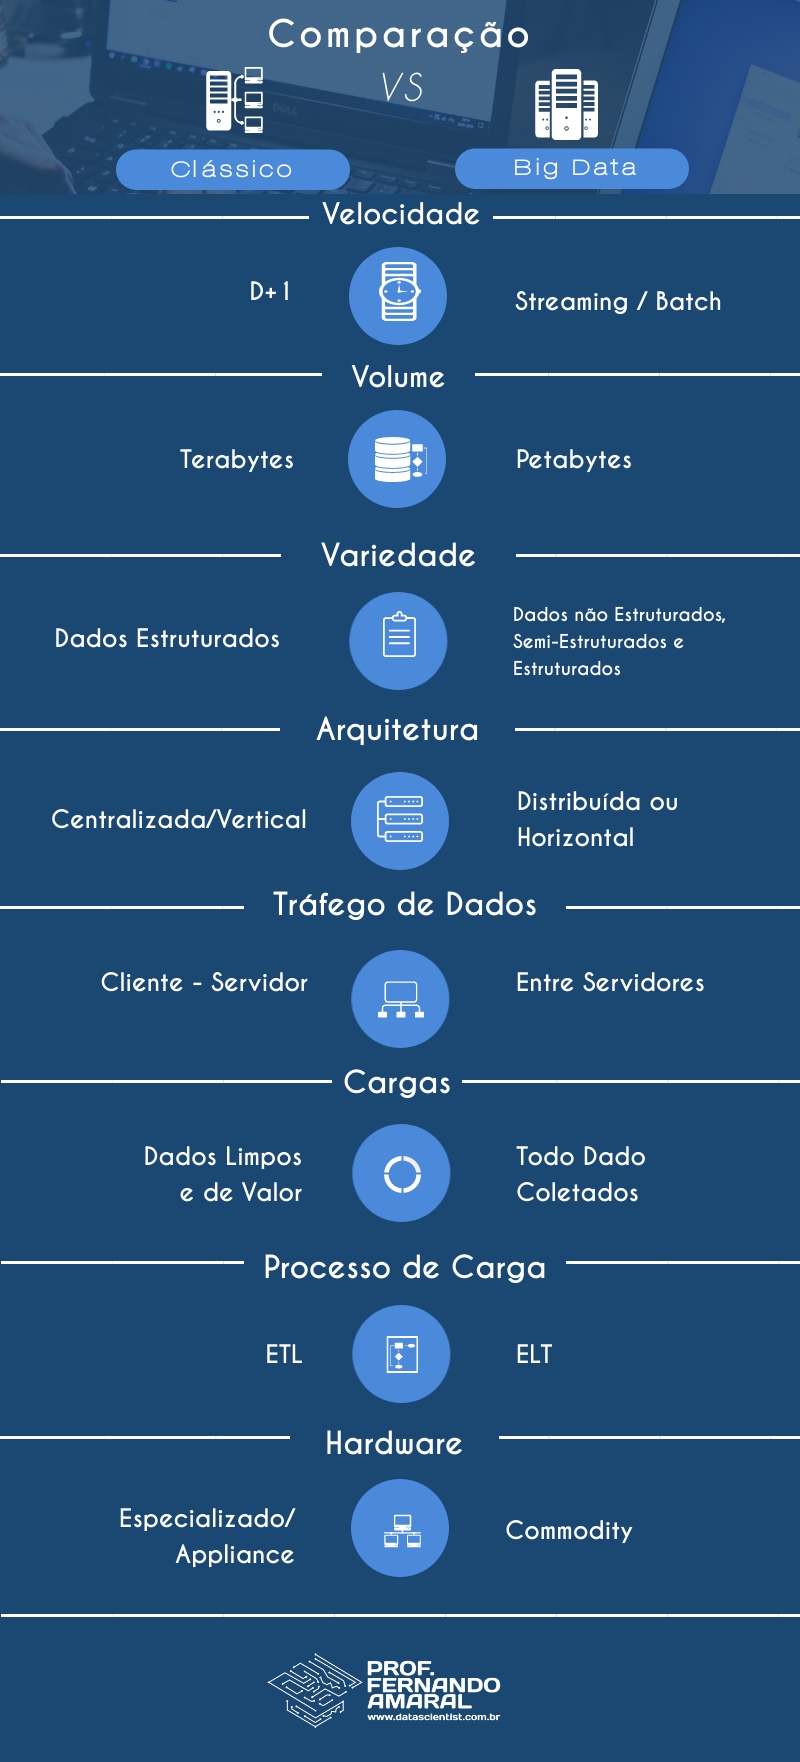 Comparação
VS
Clássico
Big Data
Velocidade
D+1
Streaming / Batch
Volume
Terabytes
Petabytes
Variedade
Dados Estruturados
Dados não Estruturados,
Semi-Estruturados e
Estruturados
Arquitetura
Centralizada/Vertical
Distribuída ou
Horizontal
Tráfego de Dados
Cliente - Servidor
Entre Servidores
Cargas
Dados Limpos
e de Valor
Todo Dado
Coletados
Processo de Carga
ETL
ELT
Hardware
Especializado/
Appliance
Commodity
PROF.
FERNANDO
AMARAL
www.datascientist.com.br